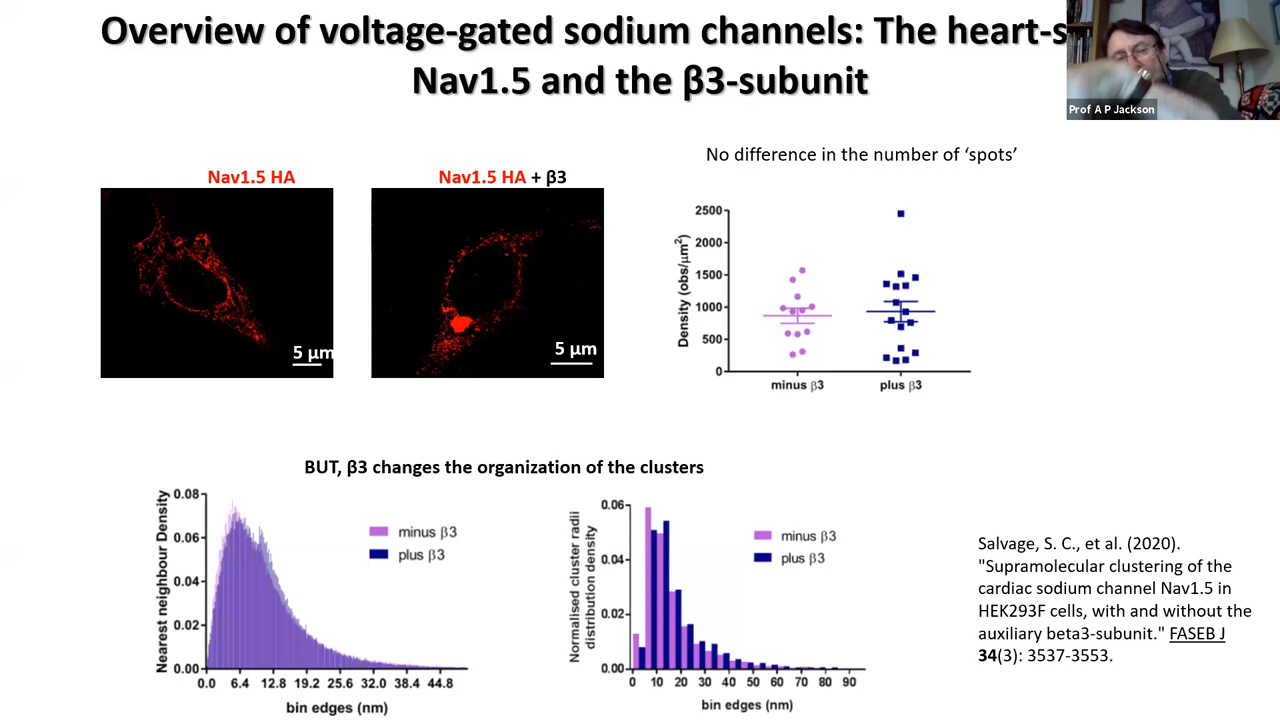 Overview of voltage-gated sodium channels: The heart-s
Nav1.5 and the β3-subunit
Prof A P Jackson
No difference in the number of ‘spots’
Nav1.5 HA
Nav1.5 HA + β3
5 µm
5 µm
Density (obs/µm²)
2500
2000
1500
1000
500
0
minus β3
plus β3
BUT, β3 changes the organization of the clusters
Nearest neighbour Density
0.08
0.06
0.04
0.02
0.00
0.0 6.4 12.8 19.2 25.6 32.0 38.4 44.8
bin edges (nm)
minus β3
plus β3
Normalised cluster radii
distribution density
0.06
0.04
0.02
0.00
0 10 20 30 40 50 60 70 80 90
bin edges (nm)
minus β3
plus β3
Salvage, S. C., et al. (2020).
"Supramolecular clustering of the
cardiac sodium channel Nav1.5 in
HEK293F cells, with and without the
auxiliary beta3-subunit." FASEB J
34(3): 3537-3553.